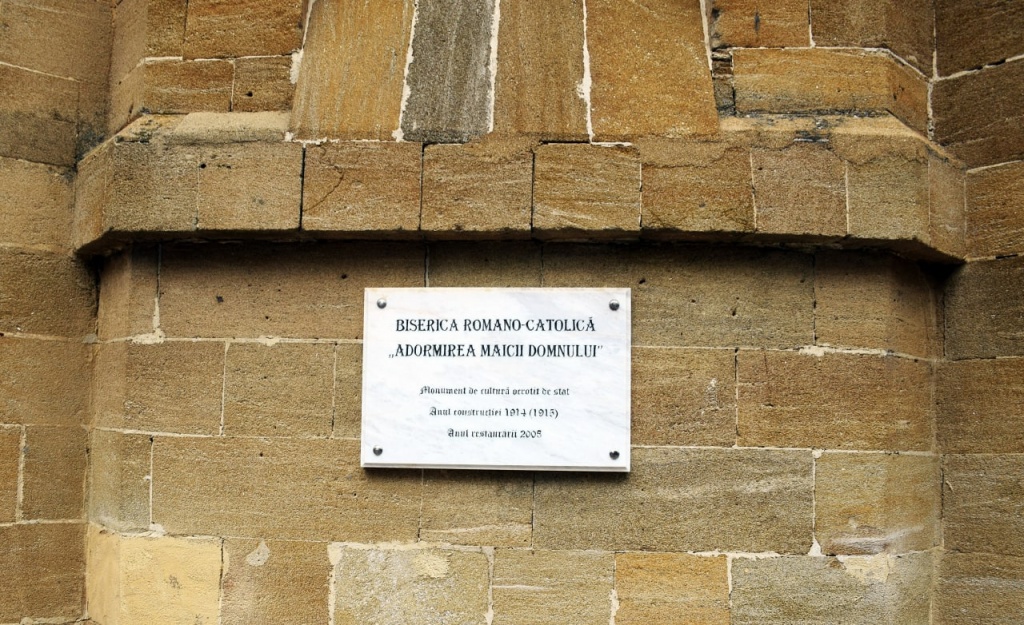 BISERICA ROMANO-CATOLICĂ
„ADORMIREA MAICII DOMNULUI"
Monument de cultură ocrotit de stat
Anul construcției 1914 (1915)
Anul restaurării 2005